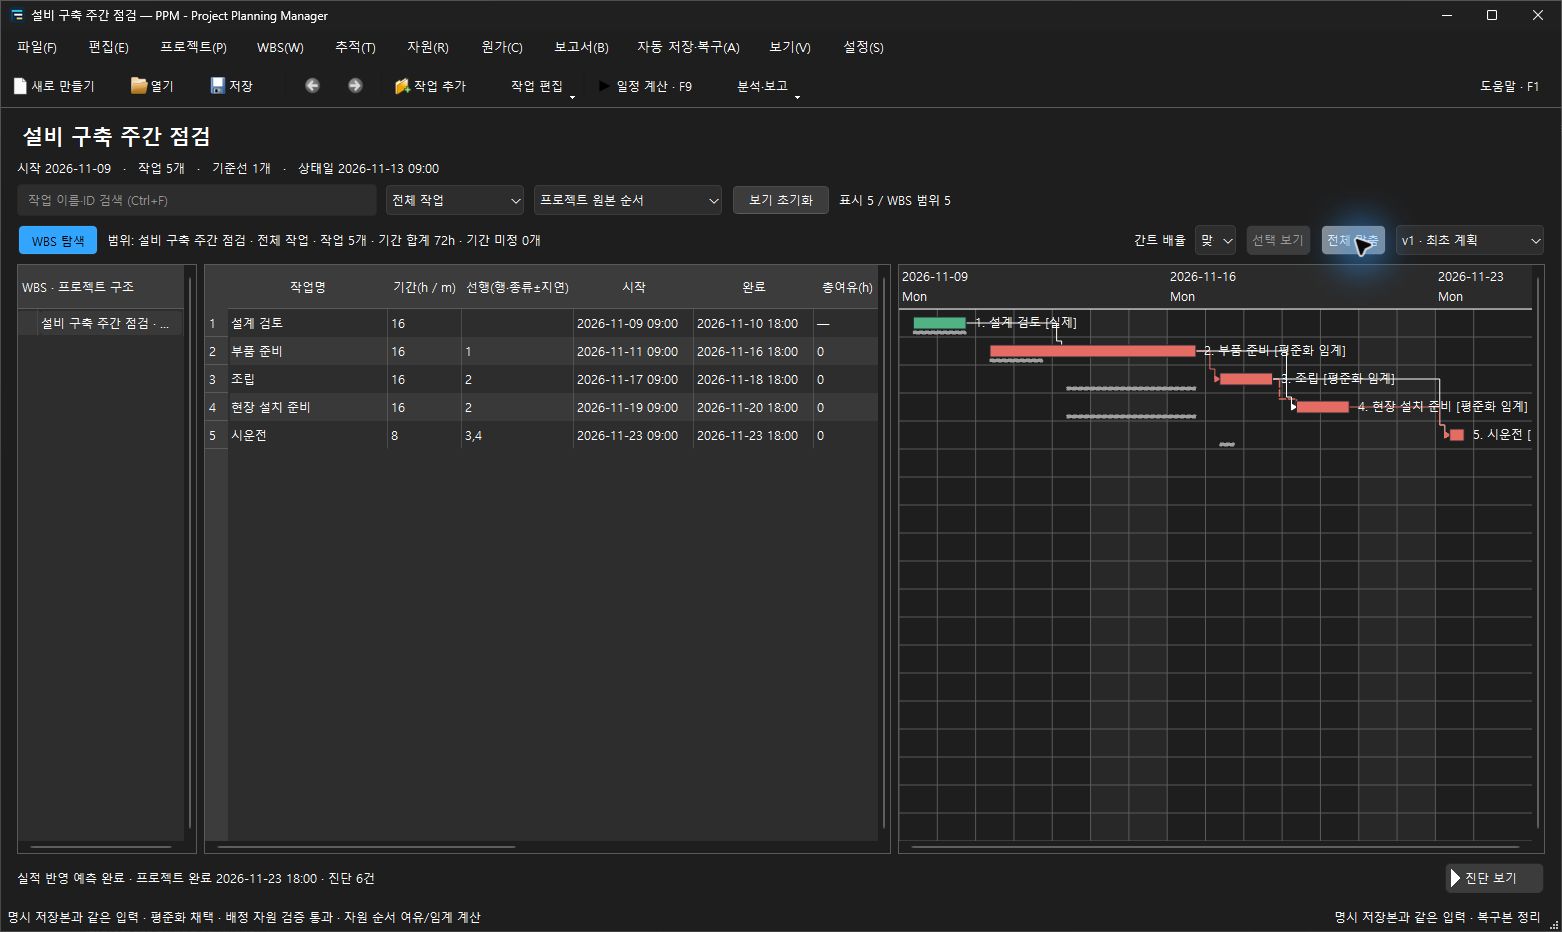 설비 구축 주간 점검 — PPM - Project Planning Manager
파일(F) 편집(E) 프로젝트(P) WBS(W) 추적(T) 자원(R) 원가(C) 보고서(B) 자동 저장·복구(A) 보기(V) 설정(S)
새로 만들기 열기 저장 작업 추가 작업 편집 일정 계산 · F9 분석·보고 도움말 · F1
설비 구축 주간 점검
시작 2026-11-09 · 작업 5개 · 기준선 1개 · 상태일 2026-11-13 09:00
작업 이름·ID 검색 (Ctrl+F) 전체 작업 프로젝트 원본 순서 보기 초기화 표시 5 / WBS 범위 5
WBS 탐색 범위: 설비 구축 주간 점검 · 전체 작업 · 작업 5개 · 기간 합계 72h · 기간 미정 0개 간트 배율 맞 선택 보기 전체 v1 · 최초 계획
WBS · 프로젝트 구조
설비 구축 주간 점검 · ...
작업명 기간(h / m) 선행(행·종류±지연) 시작 완료 총여유(h)
1 설계 검토 16 2026-11-09 09:00 2026-11-10 18:00 —
2 부품 준비 16 1 2026-11-11 09:00 2026-11-16 18:00 0
3 조립 16 2 2026-11-17 09:00 2026-11-18 18:00 0
4 현장 설치 준비 16 2 2026-11-19 09:00 2026-11-20 18:00 0
5 시운전 8 3,4 2026-11-23 09:00 2026-11-23 18:00 0
2026-11-09 2026-11-16 2026-11-23
Mon Mon Mon
1. 설계 검토 [실제]
2. 부품 준비 [평준화 임계]
3. 조립 [평준화 임계]
4. 현장 설치 준비 [평준화 임계]
5. 시운전 [
실적 반영 예측 완료 · 프로젝트 완료 2026-11-23 18:00 · 진단 6건 진단 보기
명시 저장본과 같은 입력 · 평준화 채택 · 배정 자원 검증 통과 · 자원 순서 여유/임계 계산 명시 저장본과 같은 입력 · 복구본 정리